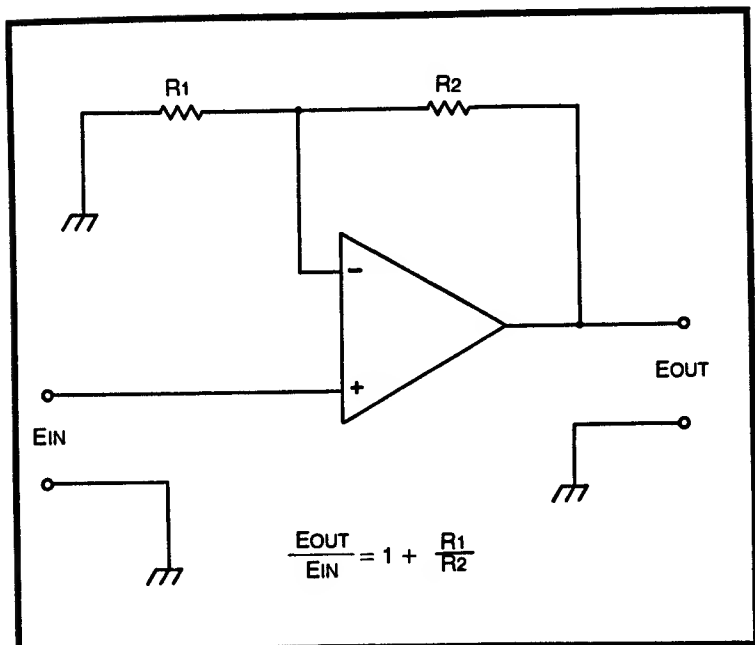 R1
R2
−
+
EOUT
EIN
EOUT/EIN = 1 + R1/R2